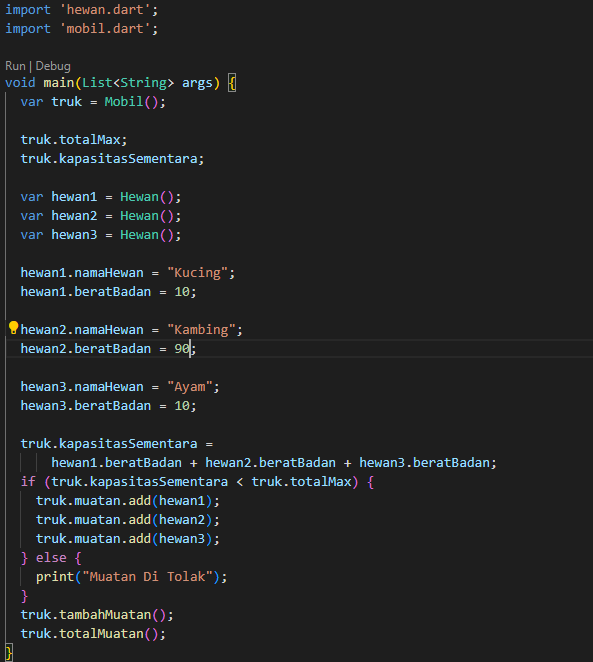 import 'hewan.dart';
import 'mobil.dart';
Run | Debug
void main(List<String> args) {
var truk = Mobil();
truk.totalMax;
truk.kapasitasSementara;
var hewan1 = Hewan();
var hewan2 = Hewan();
var hewan3 = Hewan();
hewan1.namaHewan = "Kucing";
hewan1.beratBadan = 10;
hewan2.namaHewan = "Kambing";
hewan2.beratBadan = 90;
hewan3.namaHewan = "Ayam";
hewan3.beratBadan = 10;
truk.kapasitasSementara =
hewan1.beratBadan + hewan2.beratBadan + hewan3.beratBadan;
if (truk.kapasitasSementara < truk.totalMax) {
truk.muatan.add(hewan1);
truk.muatan.add(hewan2);
truk.muatan.add(hewan3);
} else {
print("Muatan Di Tolak");
}
truk.tambahMuatan();
truk.totalMuatan();
}